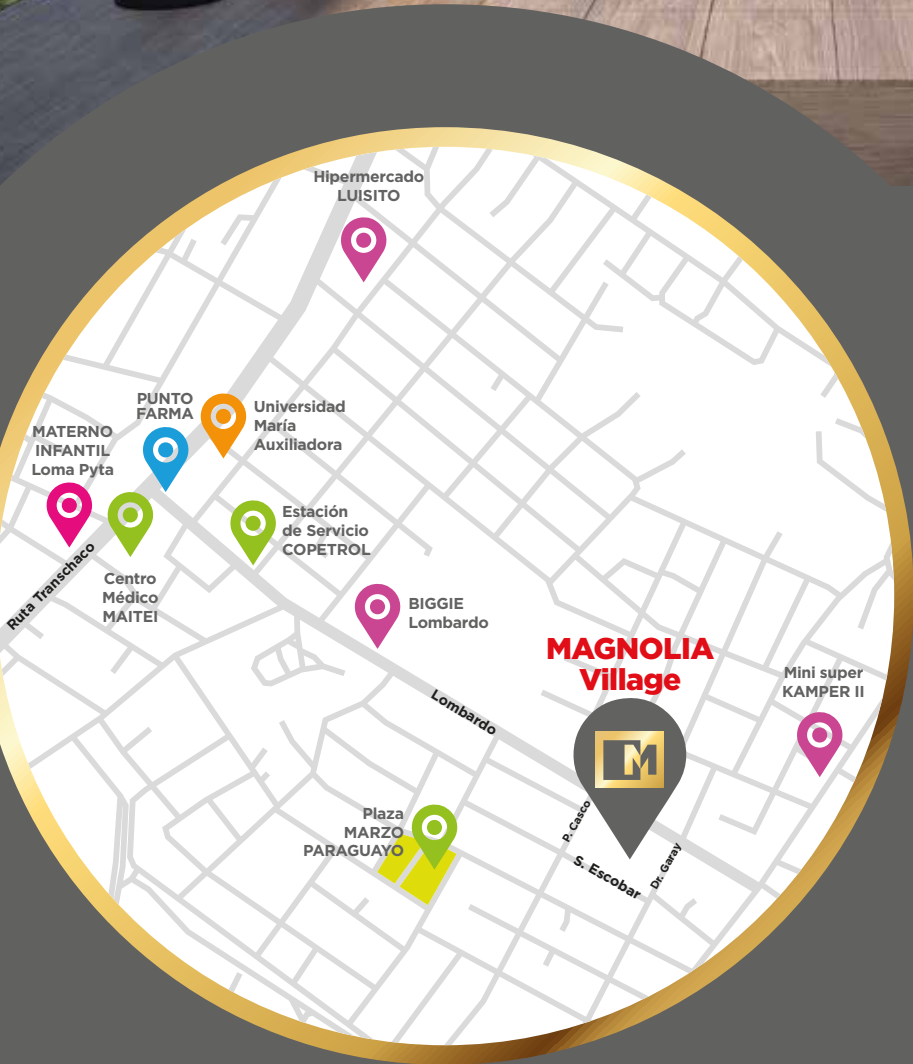 Hipermercado
LUISITO
PUNTO
FARMA
Universidad
María
Auxiliadora
MATERNO
INFANTIL
Loma Pyta
Estación
de Servicio
COPETROL
Ruta Transchaco
Centro
Médico
MAITEI
BIGGIE
Lombardo
MAGNOLIA
Village
Mini super
KAMPER II
Lombardo
M
Plaza
MARZO
PARAGUAYO
P. Casco
S. Escobar
Dr. Garay